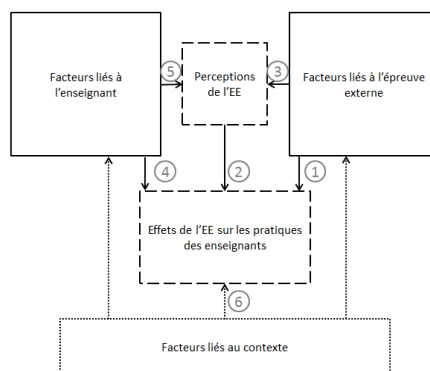 Facteurs liés à
l'enseignant
5
Perceptions
de l'EE
3
Facteurs liés à l'épreuve
externe
4
2
1
Effets de l'EE sur les pratiques
des enseignants
6
Facteurs liés au contexte